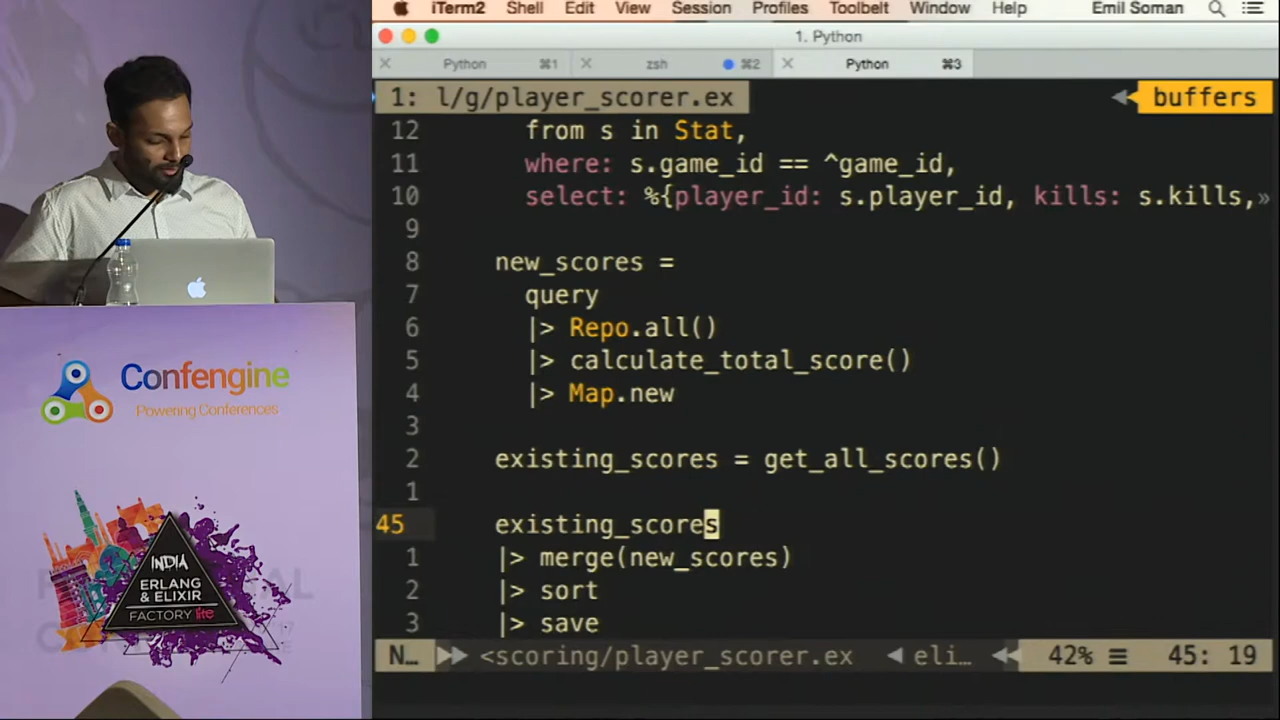 iTerm2 Shell Edit View Session Profiles Toolbelt Window Help Emil Soman
1. Python
Python ⌘1 zsh ⌘2 Python ⌘3
1: l/g/player_scorer.ex buffers
12 from s in Stat,
11 where: s.game_id == ^game_id,
10 select: %{player_id: s.player_id, kills: s.kills,»
9
8 new_scores =
7 query
6 |> Repo.all()
5 |> calculate_total_score()
4 |> Map.new
3
2 existing_scores = get_all_scores()
1
45 existing_scores
1 |> merge(new_scores)
2 |> sort
3 |> save
N… <scoring/player_scorer.ex eli… 42% ≡ 45: 19
Confengine
Powering Conferences
INDIA
ERLANG
& ELIXIR
FACTORY lite